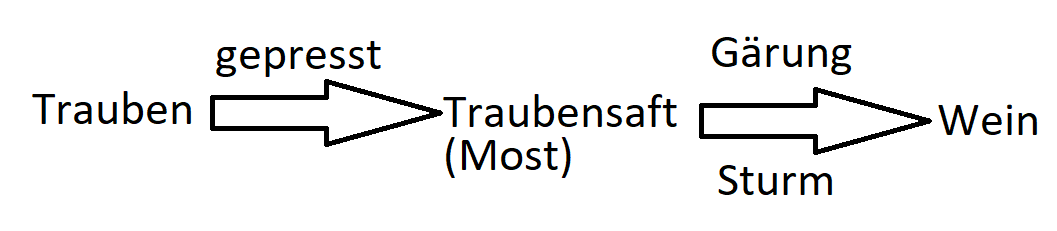 gepresst
Gärung
Trauben
Traubensaft
(Most)
Wein
Sturm